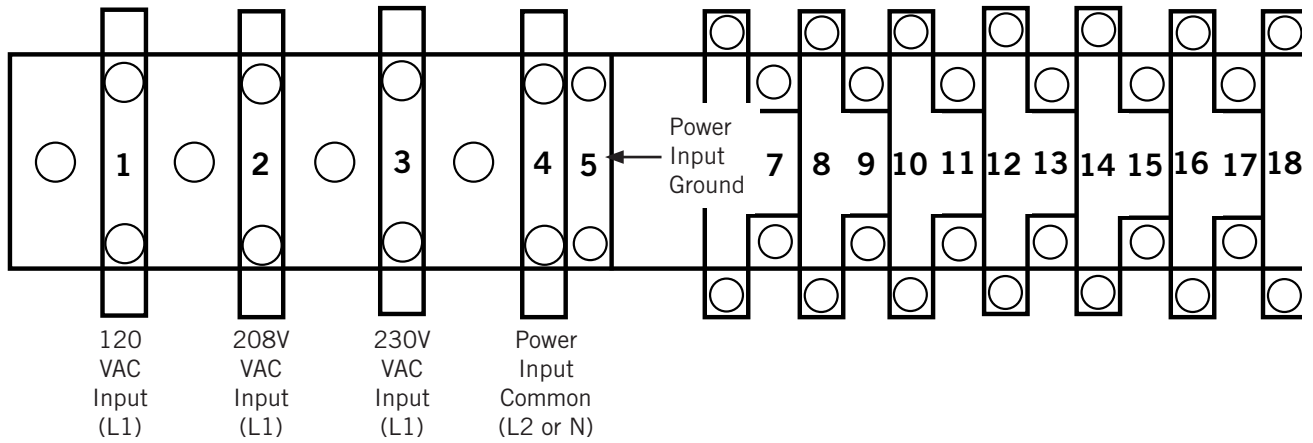 Power
Input
Ground
1 2 3 4 5 7 8 9 10 11 12 13 14 15 16 17 18
120
VAC
Input
(L1)
208V
VAC
Input
(L1)
230V
VAC
Input
(L1)
Power
Input
Common
(L2 or N)